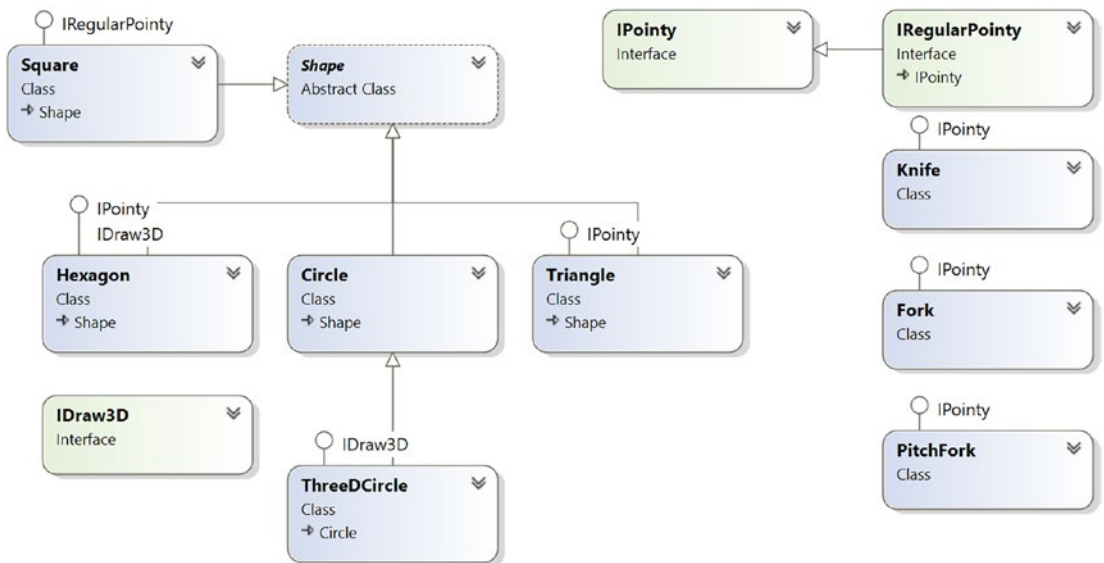 IRegularPointy
Square
Class
Shape
Shape
Abstract Class
IPointy
Interface
IRegularPointy
Interface
IPointy
IPointy
Knife
Class
IPointy
IDraw3D
Hexagon
Class
Shape
Circle
Class
Shape
IPointy
Triangle
Class
Shape
IPointy
Fork
Class
IDraw3D
Interface
IDraw3D
ThreeDCircle
Class
Circle
IPointy
PitchFork
Class